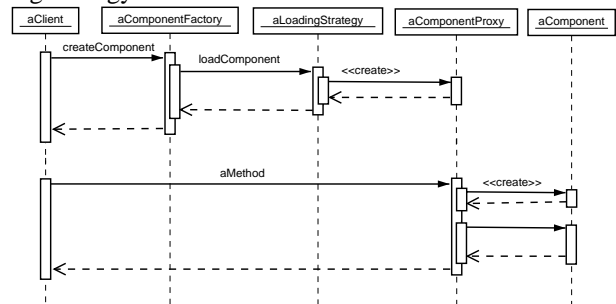 aClient
aComponentFactory
aLoadingStrategy
aComponentProxy
aComponent
createComponent
loadComponent
<<create>>
aMethod
<<create>>